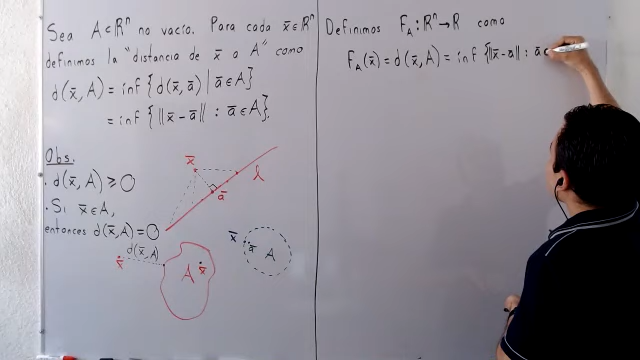 Sea A⊂ℝⁿ no vacío. Para cada x̄∈ℝⁿ
definimos la "distancia de x̄ a A" como
d(x̄, A) = inf {d(x̄, ā) | ā∈A}
= inf {‖x̄-ā‖ : ā∈A}.
Obs.
. d(x̄, A) ≥ 0
. Si x̄∈A,
entonces d(x̄, A) = 0
x̄
ā
l
d(x̄, A)
x̄
A
x̄
x̄
ā
A
Definimos F_A : ℝⁿ → ℝ como
F_A(x̄) = d(x̄, A) = inf {‖x̄-ā‖ : ā